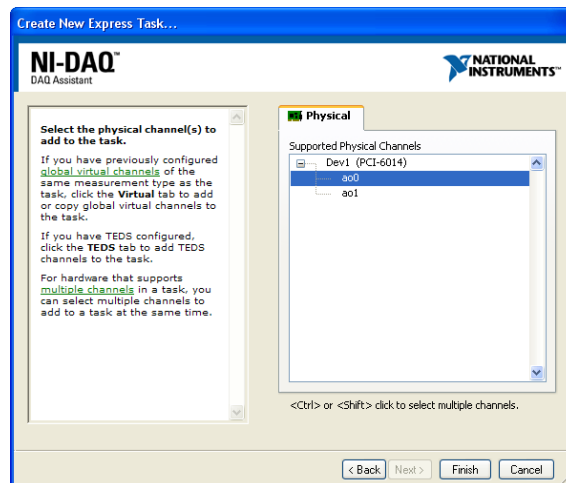 Create New Express Task...
NI-DAQ™
DAQ Assistant
NATIONAL
INSTRUMENTS™
Select the physical channel(s) to
add to the task.
If you have previously configured
global virtual channels of the
same measurement type as the
task, click the Virtual tab to add
or copy global virtual channels to
the task.
If you have TEDS configured,
click the TEDS tab to add TEDS
channels to the task.
For hardware that supports
multiple channels in a task, you
can select multiple channels to
add to a task at the same time.
Physical
Supported Physical Channels
Dev1 (PCI-6014)
ao0
ao1
<Ctrl> or <Shift> click to select multiple channels.
< Back Next > Finish Cancel